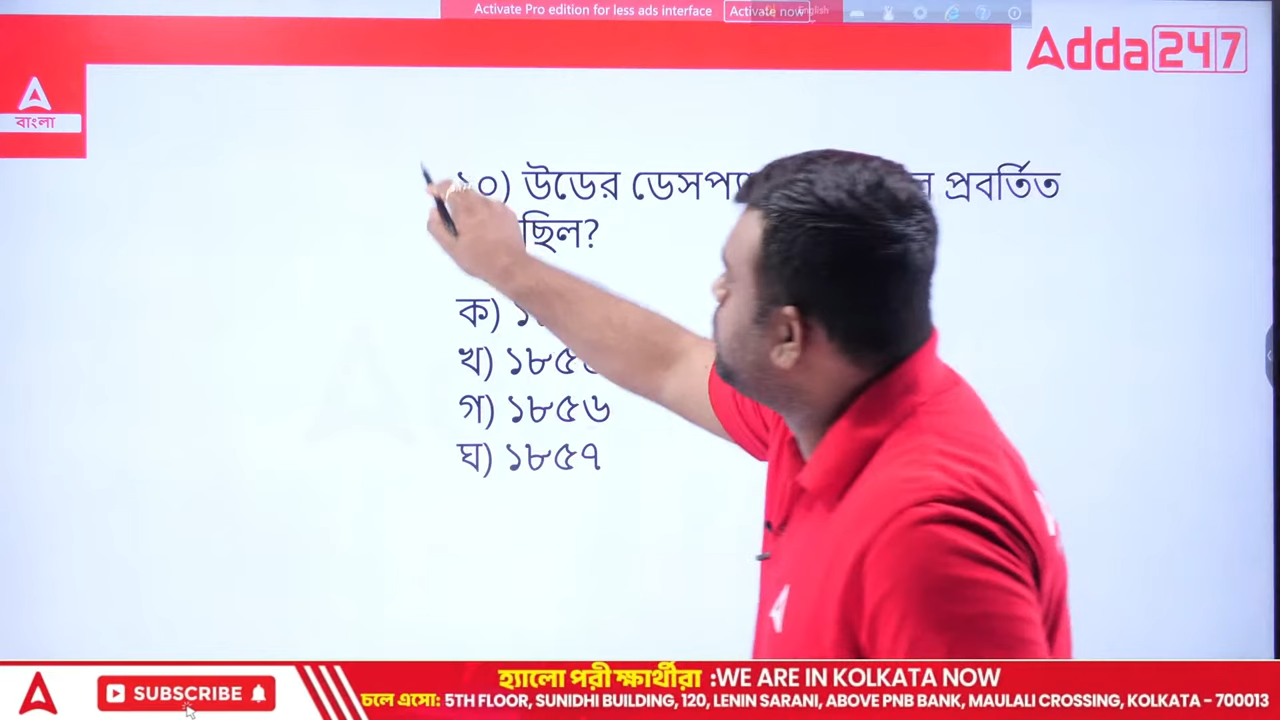 Activate Pro edition for less ads interface
Activate now
English
Adda247
বাংলা
১০) উডের ডেসপ্যা প্রবর্তিত
ছিল?
ক)
খ) ১৮৫
গ) ১৮৫৬
ঘ) ১৮৫৭
হ্যালো পরীক্ষার্থীরা :WE ARE IN KOLKATA NOW
SUBSCRIBE
চলে এসো: 5TH FLOOR, SUNIDHI BUILDING, 120, LENIN SARANI, ABOVE PNB BANK, MAULALI CROSSING, KOLKATA - 700013